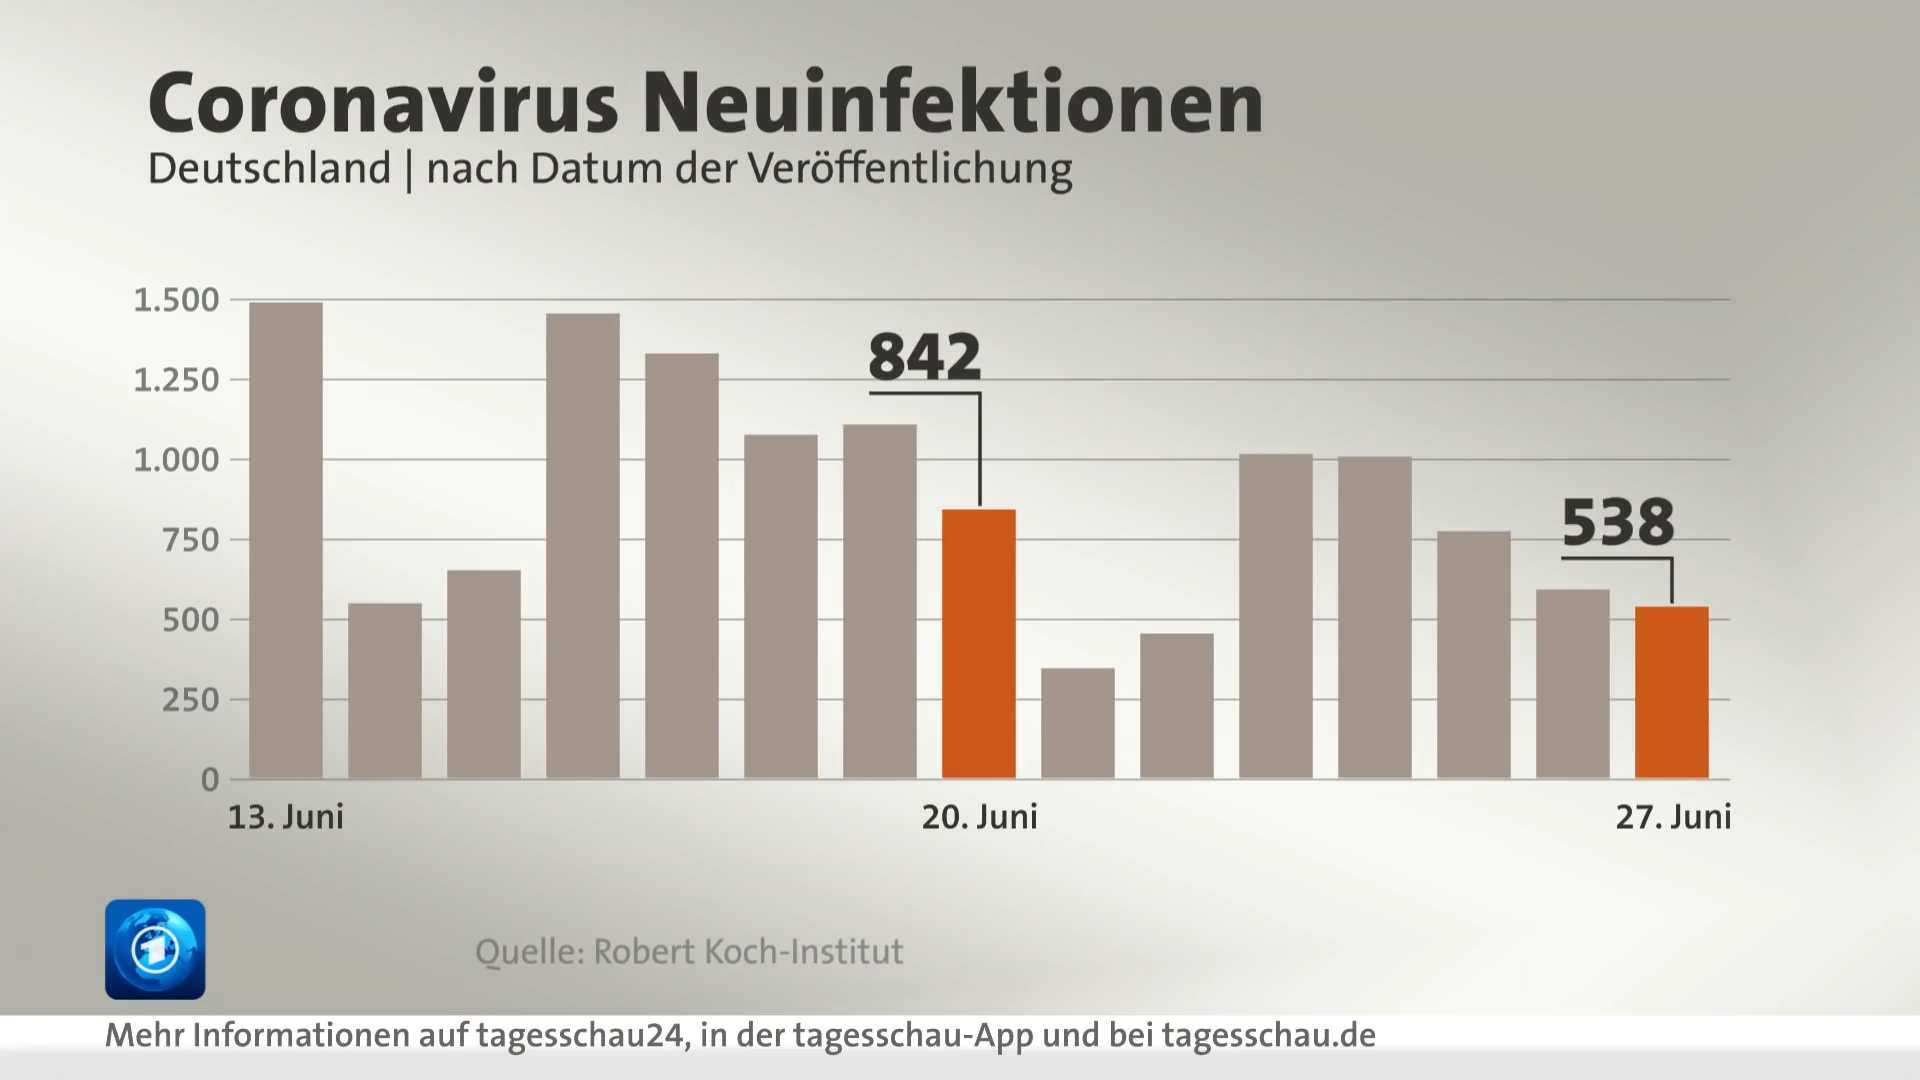 Coronavirus Neuinfektionen
Deutschland | nach Datum der Veröffentlichung
1.500
1.250
1.000
750
500
250
0
842
538
13. Juni
20. Juni
27. Juni
1
Quelle: Robert Koch-Institut
Mehr Informationen auf tagesschau24, in der tagesschau-App und bei tagesschau.de